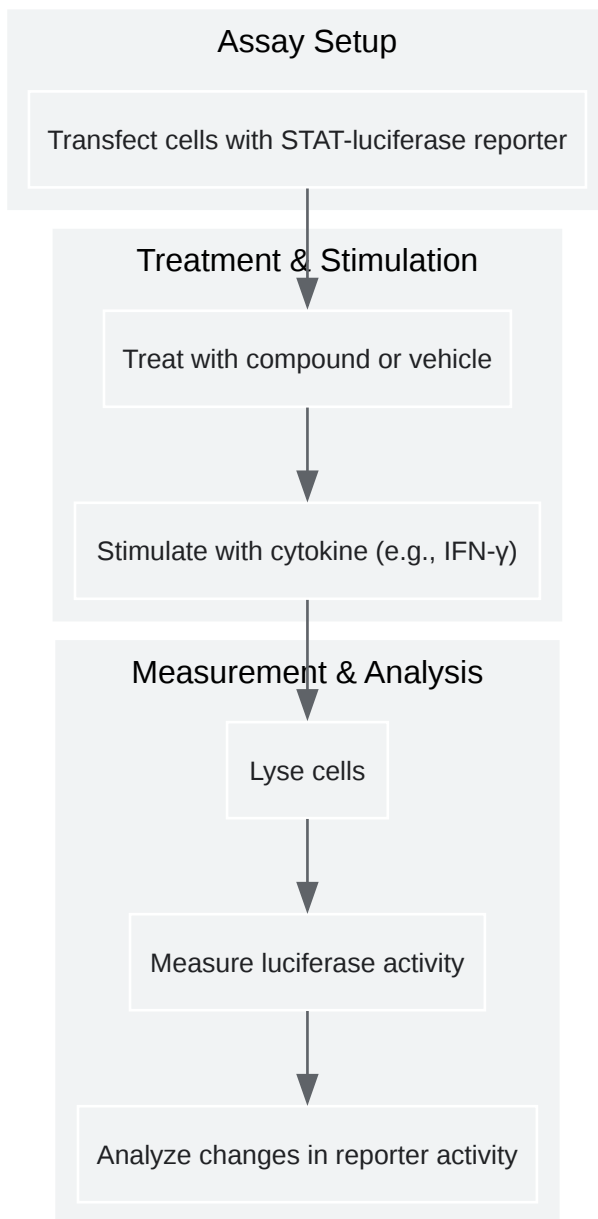 Assay Setup
Transfect cells with STAT-luciferase reporter
Treatment & Stimulation
Treat with compound or vehicle
Stimulate with cytokine (e.g., IFN-γ)
Measurement & Analysis
Lyse cells
Measure luciferase activity
Analyze changes in reporter activity